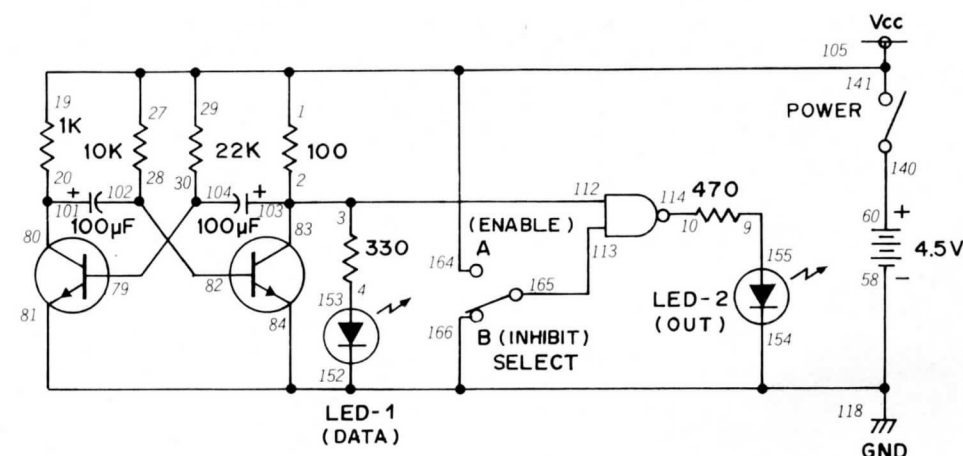 Vcc
105
141
POWER
140
60
+
4.5V
58
−
118
GND
19
1K
20
27
10K
28
29
22K
30
1
100
2
+
101
102
100µF
104
+
103
100µF
80
79
81
83
82
84
3
330
4
153
152
LED-1
(DATA)
(ENABLE)
A
164
165
166
B (INHIBIT)
SELECT
112
113
114
470
10
9
155
LED-2
(OUT)
154